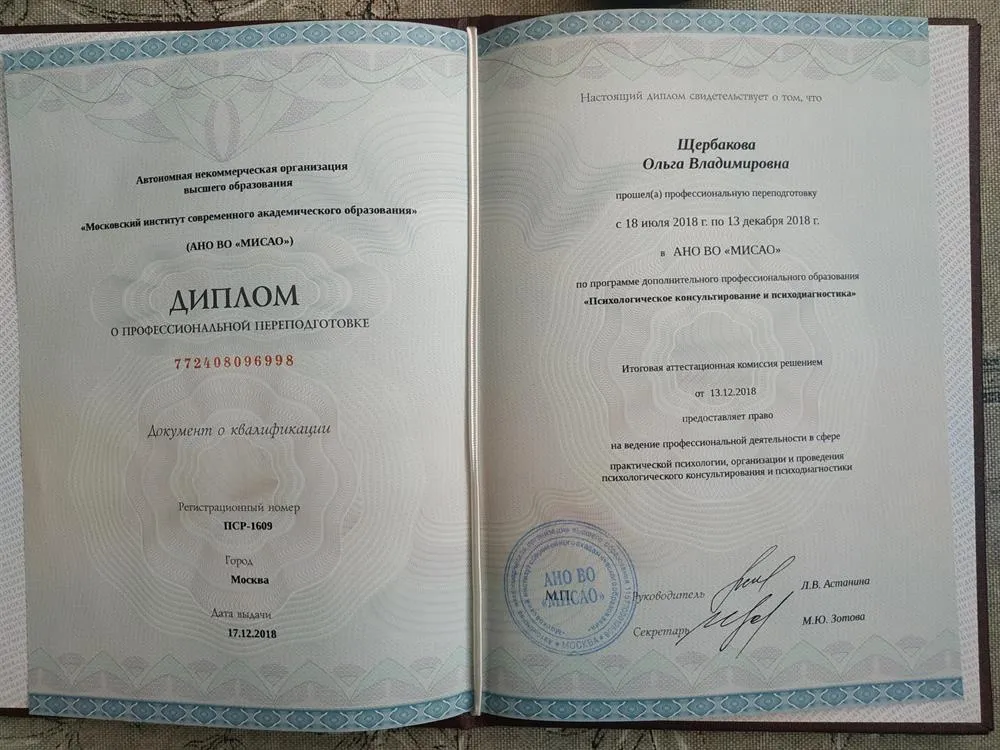 Автономная некоммерческая организация
высшего образования
«Московский институт современного академического образования»
(АНО ВО «МИСАО»)
ДИПЛОМ
О ПРОФЕССИОНАЛЬНОЙ ПЕРЕПОДГОТОВКЕ
772408096998
Документ о квалификации
Регистрационный номер
ПСР-1609
Город
Москва
Дата выдачи
17.12.2018
Настоящий диплом свидетельствует о том, что
Щербакова
Ольга Владимировна
прошел(а) профессиональную переподготовку
с 18 июля 2018 г. по 13 декабря 2018 г.
в АНО ВО «МИСАО»
по программе дополнительного профессионального образования
«Психологическое консультирование и психодиагностика»
Итоговая аттестационная комиссия решением
от 13.12.2018
предоставляет право
на ведение профессиональной деятельности в сфере
практической психологии, организации и проведения
психологического консультирования и психодиагностики
АНО ВО
«МИСАО»
М.П.
МОСКВА
Руководитель Л.В. Астанина
Секретарь М.Ю. Зотова